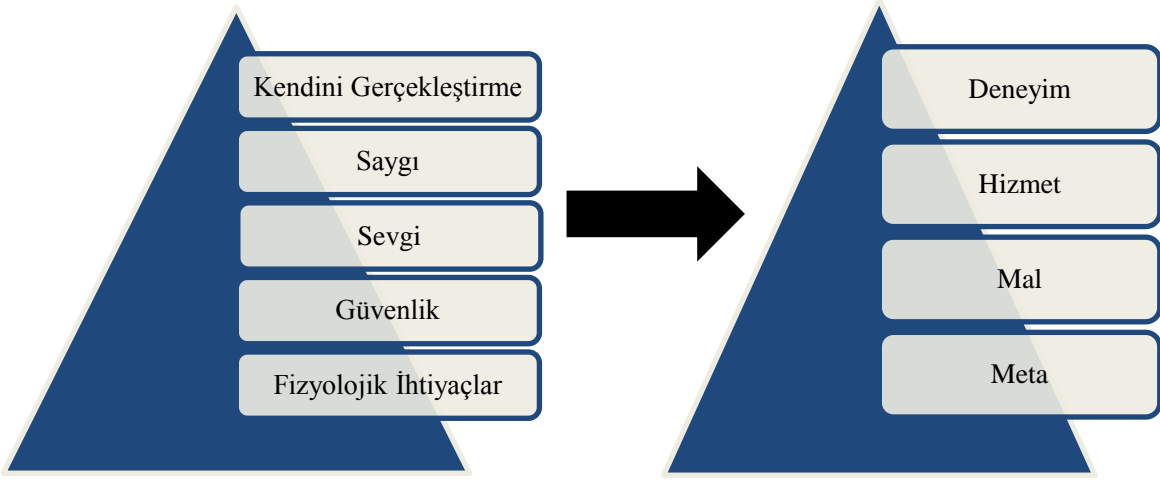 Kendini Gerçekleştirme
Saygı
Sevgi
Güvenlik
Fizyolojik İhtiyaçlar
Deneyim
Hizmet
Mal
Meta